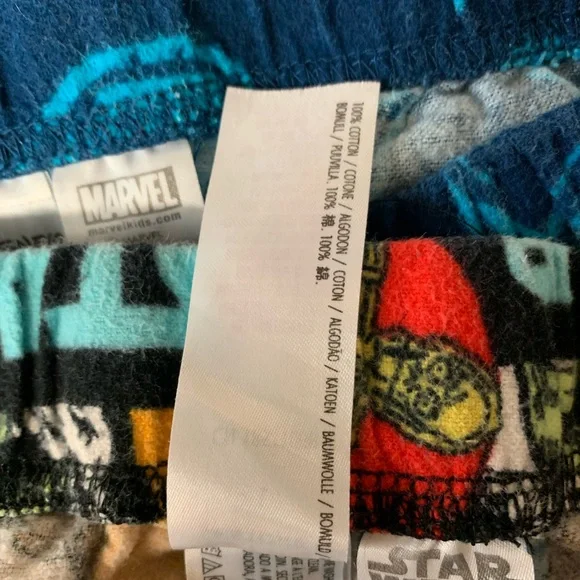 100% COTTON / COTONE / ALGODON / COTON / ALGODÃO / KATOEN / BAUMWOLLE / BOMULD /
BOMULL / PUUVILLA. 100% 棉. 100% 綿.
MARVEL
marvelkids.com
MARVEL
STAR